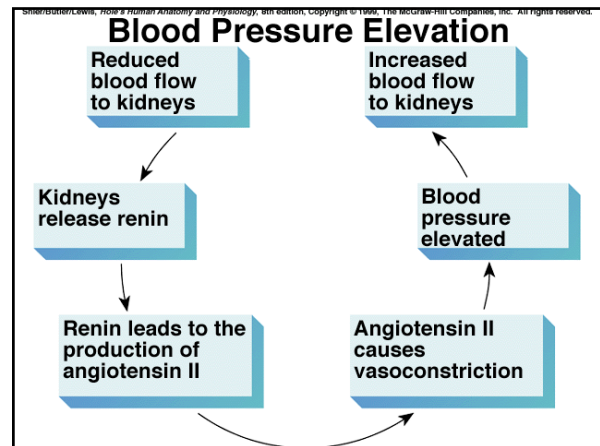 Shier/Butler/Lewis, Hole's Human Anatomy and Physiology, 8th edition, Copyright © 1999, The McGraw-Hill Companies, Inc. All rights reserved.
Blood Pressure Elevation
Reduced
blood flow
to kidneys
Kidneys
release renin
Renin leads to the
production of
angiotensin II
Angiotensin II
causes
vasoconstriction
Blood
pressure
elevated
Increased
blood flow
to kidneys